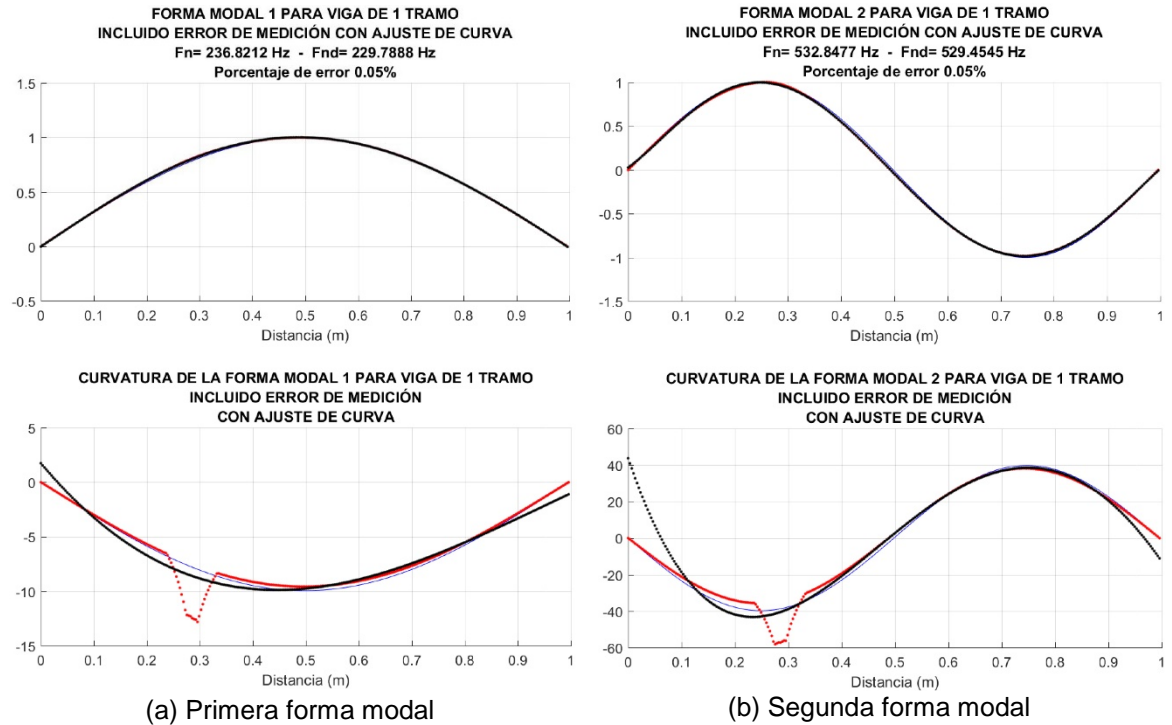 FORMA MODAL 1 PARA VIGA DE 1 TRAMO
INCLUIDO ERROR DE MEDICIÓN CON AJUSTE DE CURVA
Fn= 236.8212 Hz - Fnd= 229.7888 Hz
Porcentaje de error 0.05%
1.5
1
0.5
0
-0.5
0 0.1 0.2 0.3 0.4 0.5 0.6 0.7 0.8 0.9 1
Distancia (m)
FORMA MODAL 2 PARA VIGA DE 1 TRAMO
INCLUIDO ERROR DE MEDICIÓN CON AJUSTE DE CURVA
Fn= 532.8477 Hz - Fnd= 529.4545 Hz
Porcentaje de error 0.05%
1
0.5
0
-0.5
-1
-1.5
0 0.1 0.2 0.3 0.4 0.5 0.6 0.7 0.8 0.9 1
Distancia (m)
CURVATURA DE LA FORMA MODAL 1 PARA VIGA DE 1 TRAMO
INCLUIDO ERROR DE MEDICIÓN
CON AJUSTE DE CURVA
5
0
-5
-10
-15
0 0.1 0.2 0.3 0.4 0.5 0.6 0.7 0.8 0.9 1
Distancia (m)
(a) Primera forma modal
CURVATURA DE LA FORMA MODAL 2 PARA VIGA DE 1 TRAMO
INCLUIDO ERROR DE MEDICIÓN
CON AJUSTE DE CURVA
60
40
20
0
-20
-40
-60
0 0.1 0.2 0.3 0.4 0.5 0.6 0.7 0.8 0.9 1
Distancia (m)
(b) Segunda forma modal